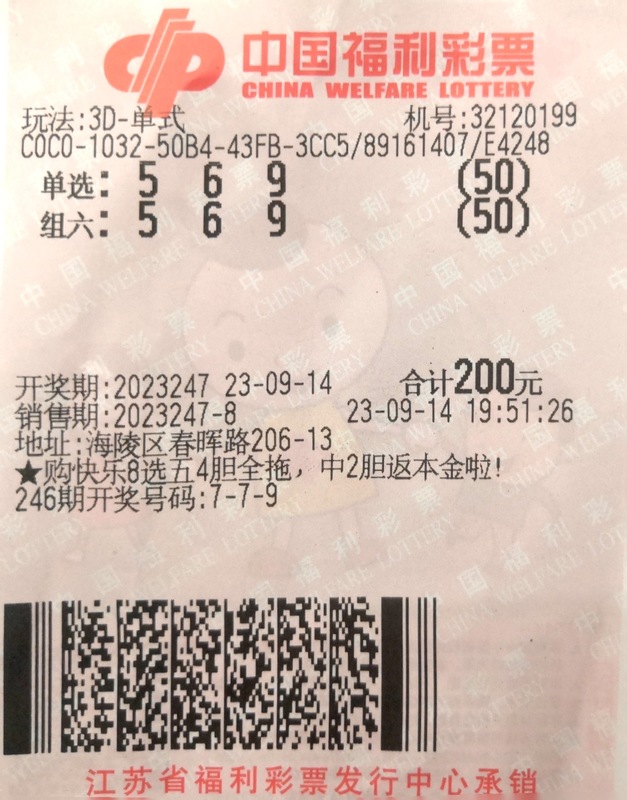 中国福利彩票
CHINA WELFARE LOTTERY
玩法:3D-单式 机号:32120199
C0C0-1032-50B4-43FB-3CC5/89161407/E4248
单选: 5 6 9 (50)
组六: 5 6 9 (50)
开奖期:2023247 23-09-14 合计200元
销售期:2023247-8 23-09-14 19:51:26
地址:海陵区春晖路206-13
★购快乐8选五4胆全拖，中2胆返本金啦!
246期开奖号码:7-7-9
江苏省福利彩票发行中心承销